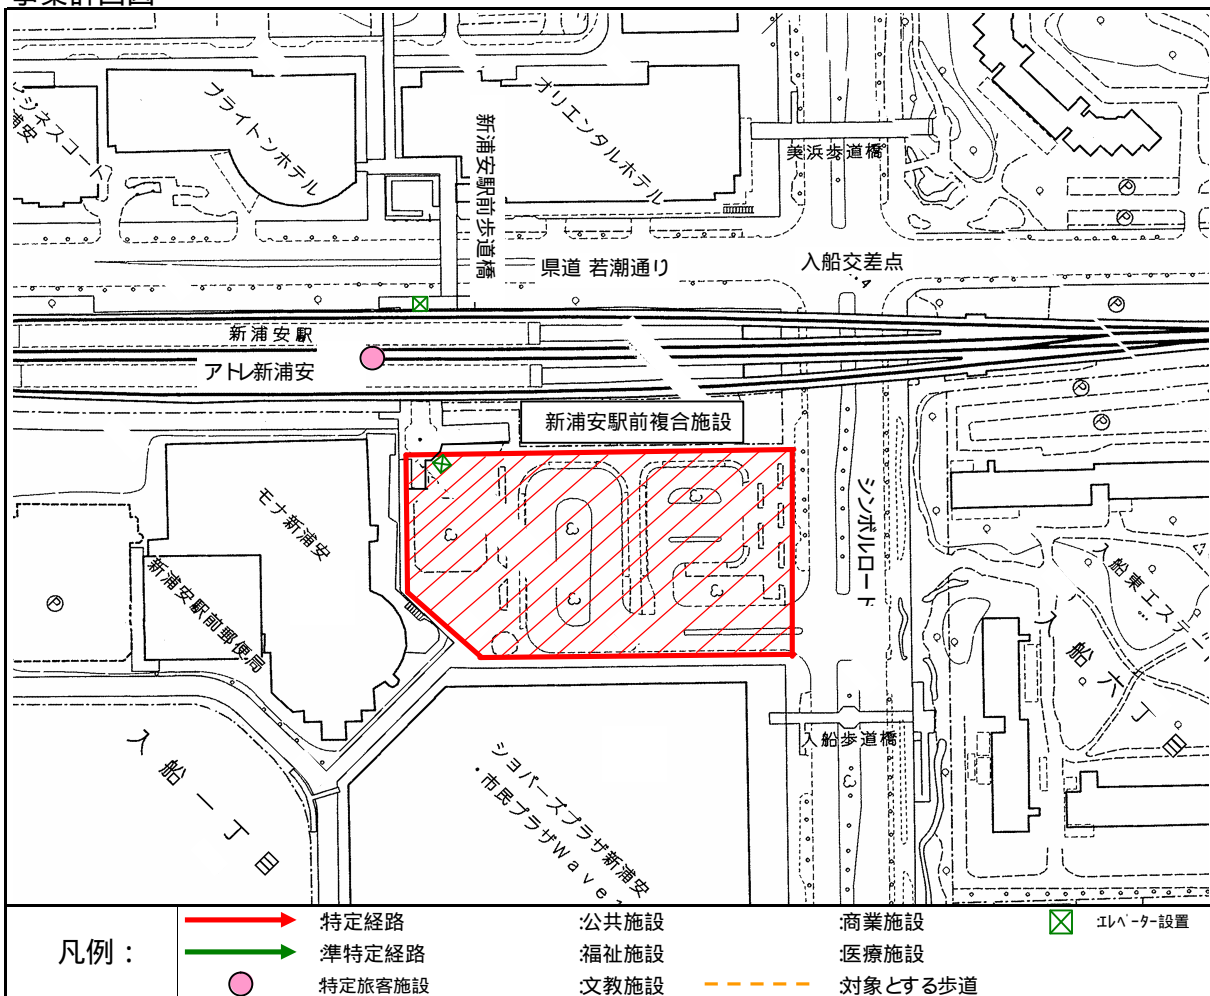 事業計画図
ビジネスコート
浦安
ブライトンホテル
新浦安駅前歩道橋
オリエンタルホテル
美浜歩道橋
県道 若潮通り
入船交差点
新浦安駅
アトレ新浦安
新浦安駅前複合施設
モナ新浦安
新浦安駅前郵便局
シンボルロード
入船東エステート
入船六丁目
入船一丁目
入船歩道橋
ショパーズプラザ新浦安
・市民プラザWave
凡例：
:特定経路
:準特定経路
:特定旅客施設
:公共施設
:福祉施設
:文教施設
:商業施設
:医療施設
:対象とする歩道
エレベーター設置